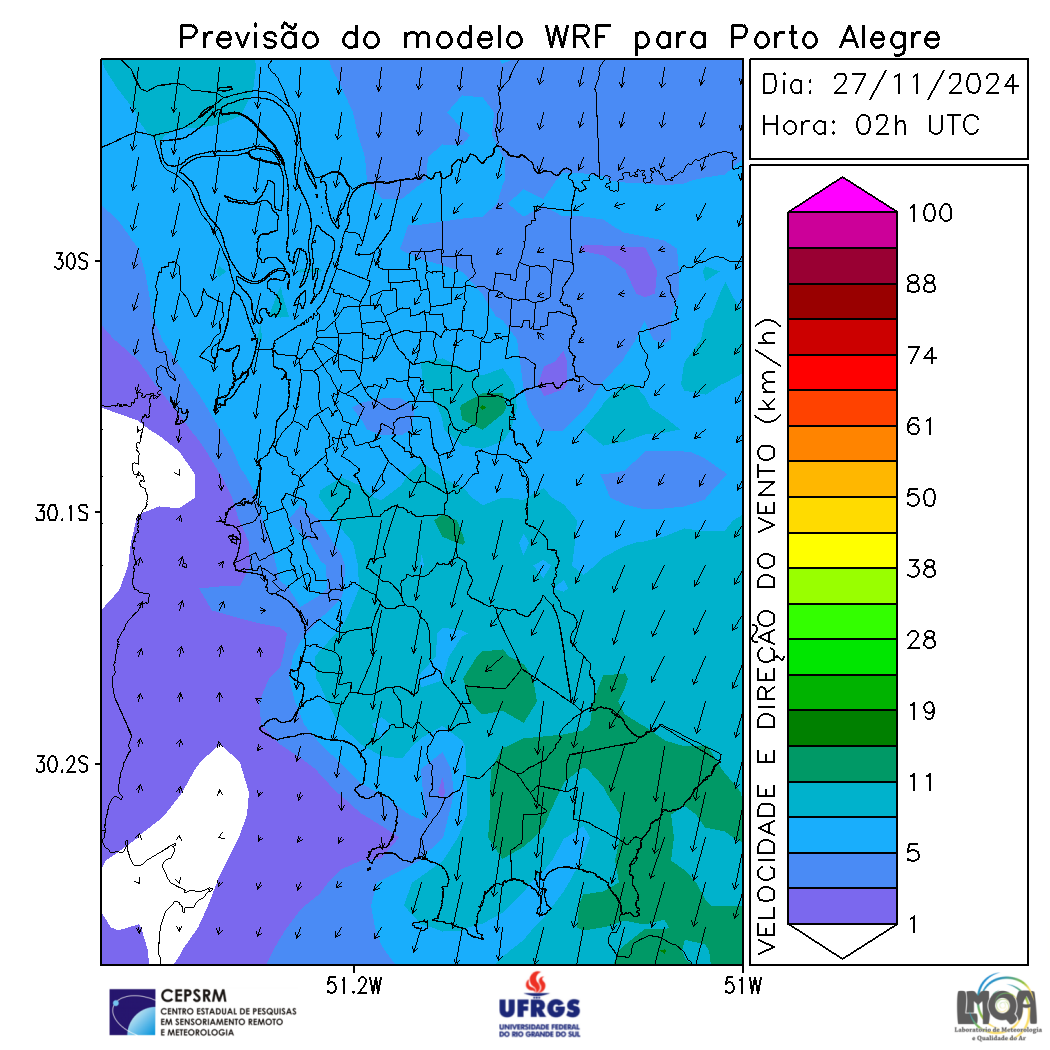 Previsão do modelo WRF para Porto Alegre
Dia: 27/11/2024
Hora: 02h UTC
30S
30.1S
30.2S
51.2W
51W
VELOCIDADE E DIREÇÃO DO VENTO (km/h)
100
88
74
61
50
38
28
19
11
5
1
CEPSRM
CENTRO ESTADUAL DE PESQUISAS
EM SENSORIAMENTO REMOTO
E METEOROLOGIA
UFRGS
UNIVERSIDADE FEDERAL
DO RIO GRANDE DO SUL
LMQA
Laboratório de Meteorologia
e Qualidade do Ar